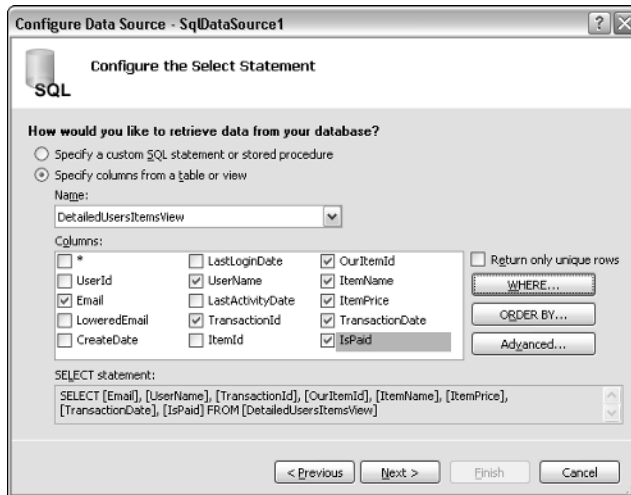 Configure Data Source - SqlDataSource1
SQL
Configure the Select Statement
How would you like to retrieve data from your database?
Specify a custom SQL statement or stored procedure
Specify columns from a table or view
Name:
DetailedUsersItemsView
Columns:
* LastLoginDate OurItemId
UserId UserName ItemName
Email LastActivityDate ItemPrice
LoweredEmail TransactionId TransactionDate
CreateDate ItemId IsPaid
Return only unique rows
WHERE...
ORDER BY...
Advanced...
SELECT statement:
SELECT [Email], [UserName], [TransactionId], [OurItemId], [ItemName], [ItemPrice],
[TransactionDate], [IsPaid] FROM [DetailedUsersItemsView]
< Previous Next > Finish Cancel